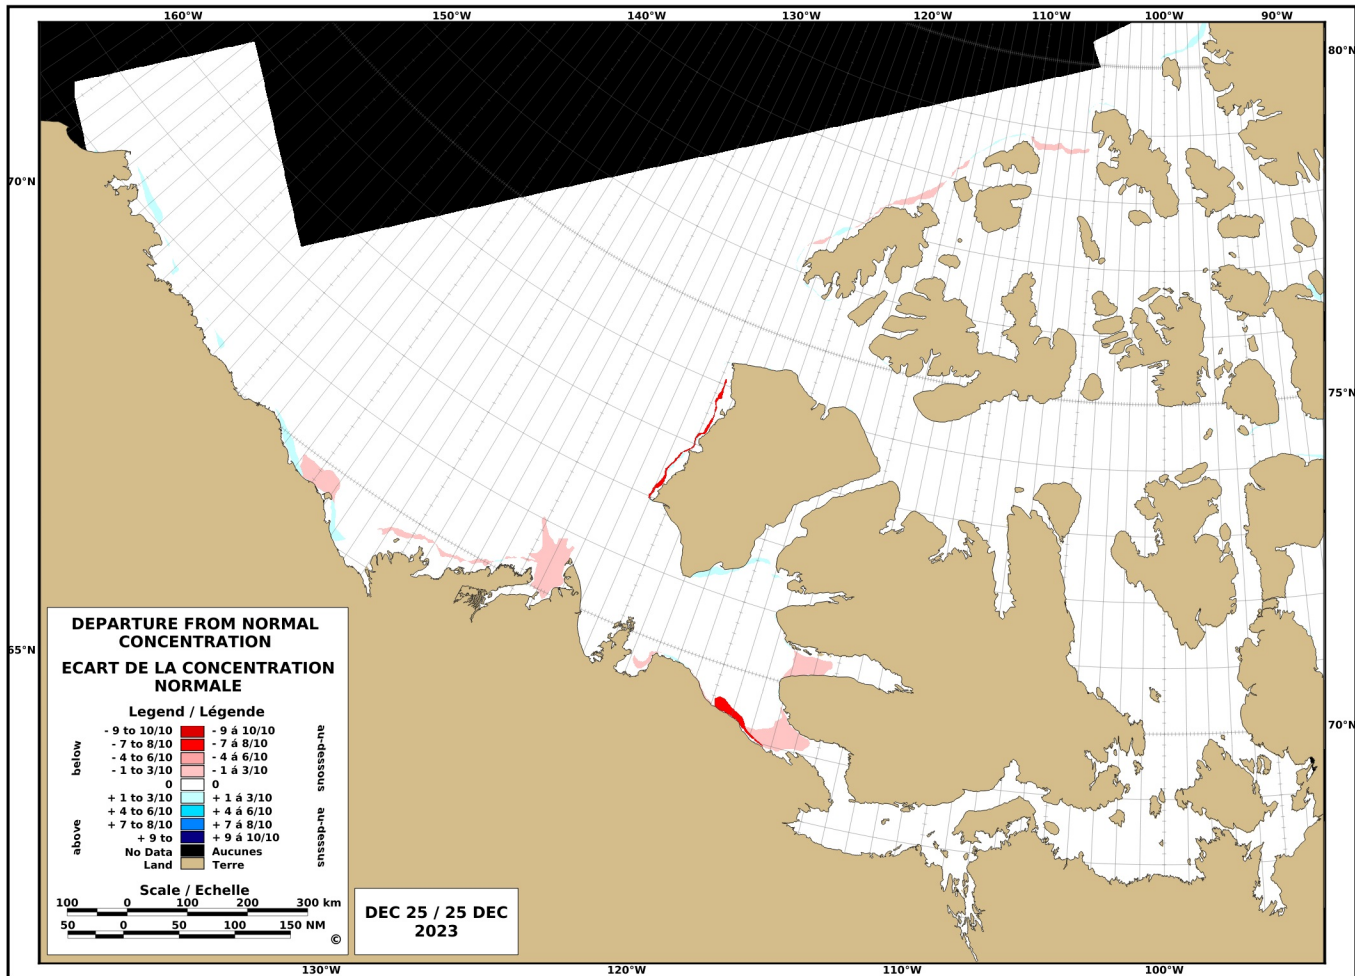 160°W 150°W 140°W 130°W 120°W 110°W 100°W 90°W
80°N
70°N
75°N
65°N
70°N
DEPARTURE FROM NORMAL
CONCENTRATION
ECART DE LA CONCENTRATION
NORMALE
Legend / Légende
below
above
- 9 to 10/10 - 9 á 10/10
- 7 to 8/10 - 7 á 8/10
- 4 to 6/10 - 4 á 6/10
- 1 to 3/10 - 1 á 3/10
0 0
+ 1 to 3/10 + 1 á 3/10
+ 4 to 6/10 + 4 á 6/10
+ 7 to 8/10 + 7 á 8/10
+ 9 to + 9 á 10/10
No Data Aucunes
Land Terre
au-dessous
au-dessus
Scale / Echelle
100 0 100 200 300 km
50 0 50 100 150 NM
©
DEC 25 / 25 DEC
2023
130°W 120°W 110°W 100°W